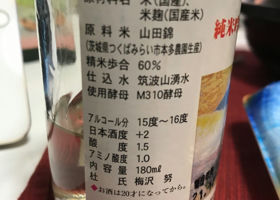 原材料名 米（国産）、
米麹（国産米）
原料米 山田錦
（茨城県つくばみらい市本多農園生産）
精米歩合 60％
仕込水 筑波山湧水
使用酵母 M310酵母
アルコール分 15度〜16度
日本酒度 +2
酸度 1.5
アミノ酸度 1.0
内容量 180ml
杜氏 梅沢 努
お酒は20才になってから。
純米